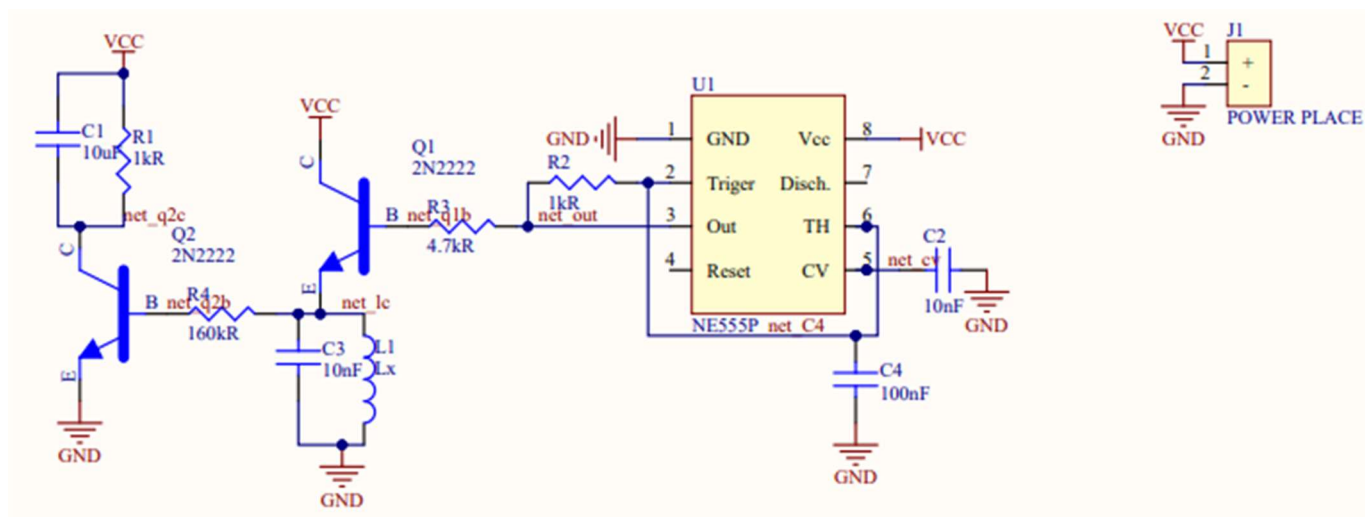 VCC
C1
10uF
R1
1kR
net_q2c
C
Q2
2N2222
B
net_q2b
R4
160kR
E
GND
VCC
C
Q1
2N2222
B
net_q1b
R3
4.7kR
E
net_lc
C3
10nF
L1
Lx
GND
GND
R2
1kR
net_out
U1
1
GND
Vcc
8
VCC
2
Triger
Disch.
7
3
Out
TH
6
4
Reset
CV
5
NE555P
net_C4
net_cv
C2
10nF
GND
C4
100nF
GND
VCC
J1
1
+
2
-
GND
POWER PLACE